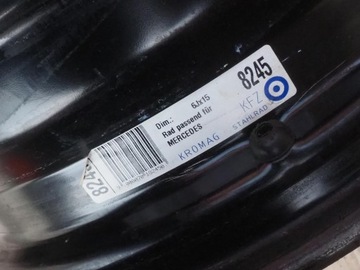 Dim.: 6Jx15
Rad passend für
MERCEDES
8245
KROMAG KFZ
STAHLRAD
824